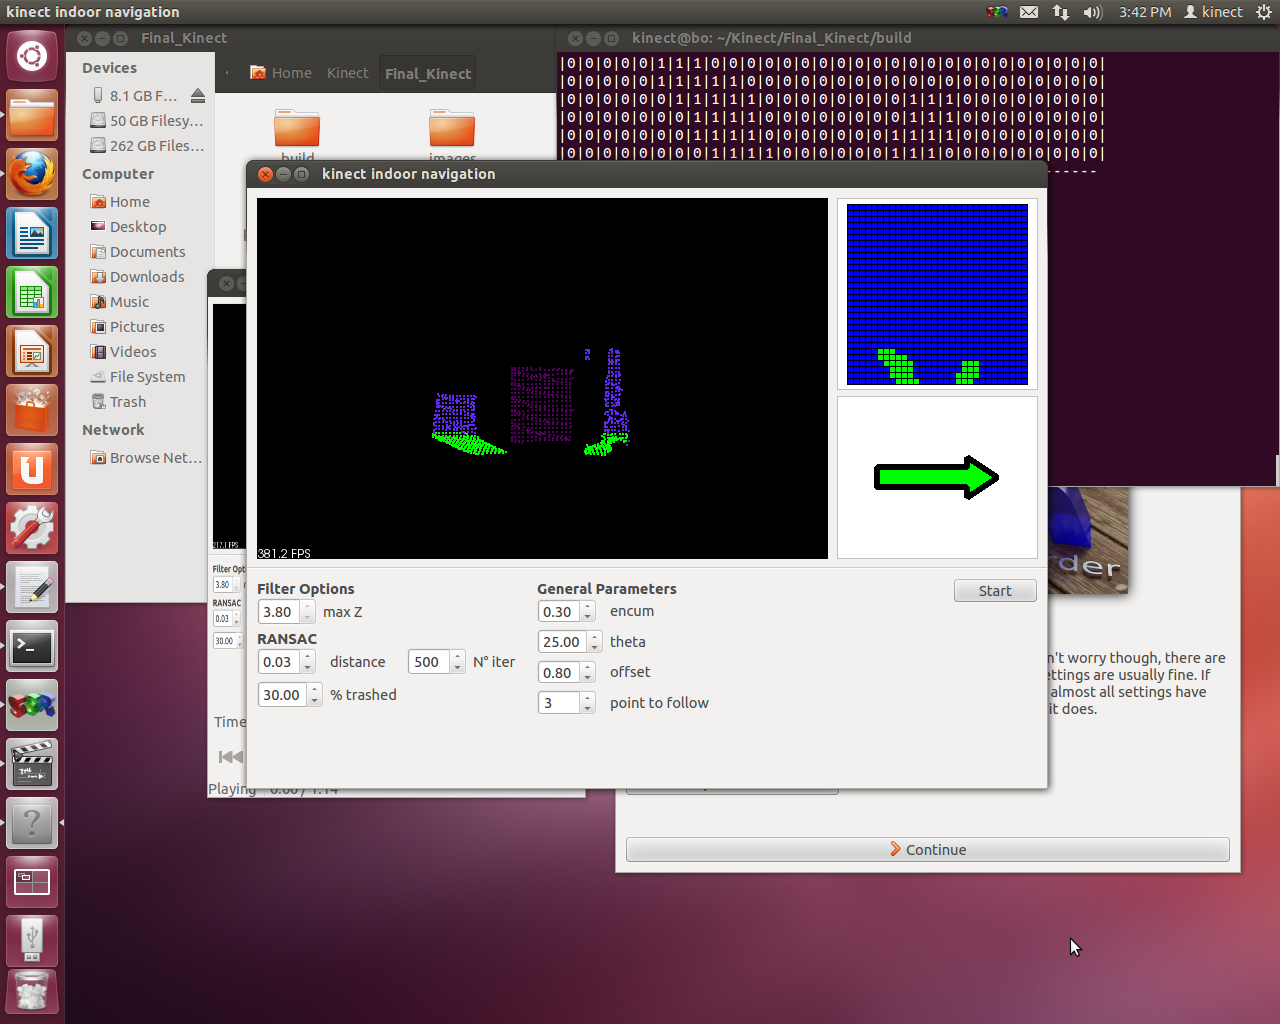 kinect indoor navigation
3:42 PM
kinect
Final_Kinect
kinect@bo: ~/Kinect/Final_Kinect/build
Devices
8.1 GB F...
50 GB Filesy...
262 GB Files...
Computer
Home
Desktop
Documents
Downloads
Music
Pictures
Videos
File System
Trash
Network
Browse Net...
Home
Kinect
Final_Kinect
build
images
|0|0|0|0|0|1|1|1|0|0|0|0|0|0|0|0|0|0|0|0|0|0|0|0|0|0|0|0|0|0|
|0|0|0|0|0|1|1|1|1|1|0|0|0|0|0|0|0|0|0|0|0|0|0|0|0|0|0|0|0|0|
|0|0|0|0|0|0|1|1|1|1|1|0|0|0|0|0|0|0|0|1|1|1|0|0|0|0|0|0|0|0|
|0|0|0|0|0|0|0|1|1|1|1|0|0|0|0|0|0|0|0|1|1|1|0|0|0|0|0|0|0|0|
|0|0|0|0|0|0|0|1|1|1|1|0|0|0|0|0|0|0|1|1|1|1|0|0|0|0|0|0|0|0|
|0|0|0|0|0|0|0|0|1|1|1|1|0|0|0|0|0|0|1|1|1|0|0|0|0|0|0|0|0|0|
kinect indoor navigation
381.2 FPS
Filter Options
3.80 max Z
RANSAC
0.03 distance 500 N° iter
30.00 % trashed
General Parameters
0.30 encum
25.00 theta
0.80 offset
3 point to follow
Start
217.1 FPS
Filter Opt
3.80
RANSAC
0.03
30.00
Time
Playing 0:00 / 1:14
rder
n't worry though, there are
ettings are usually fine. If
almost all settings have
it does.
Continue